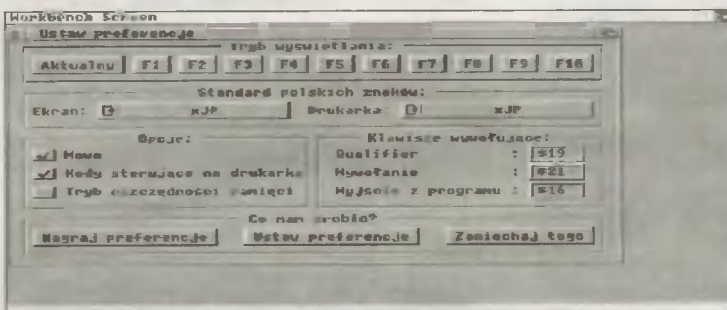 Workbench Screen
Ustaw preferencje
Tryb wyswietlania:
Aktualny F1 F2 F3 F4 F5 F6 F7 F8 F9 F10
Standard polskich znaków:
Ekran: xJP Drukarka: xJP
Opcje: Klawisze wywołujące:
Mowa Qualifier : $19
Kody sterujące na drukarkę Wywołanie : $21
Tryb oszczędności pamięci Wyjście z programu : $16
Co mam zrobić?
Nagraj preferencje Ustaw preferencje Zaniechaj tego